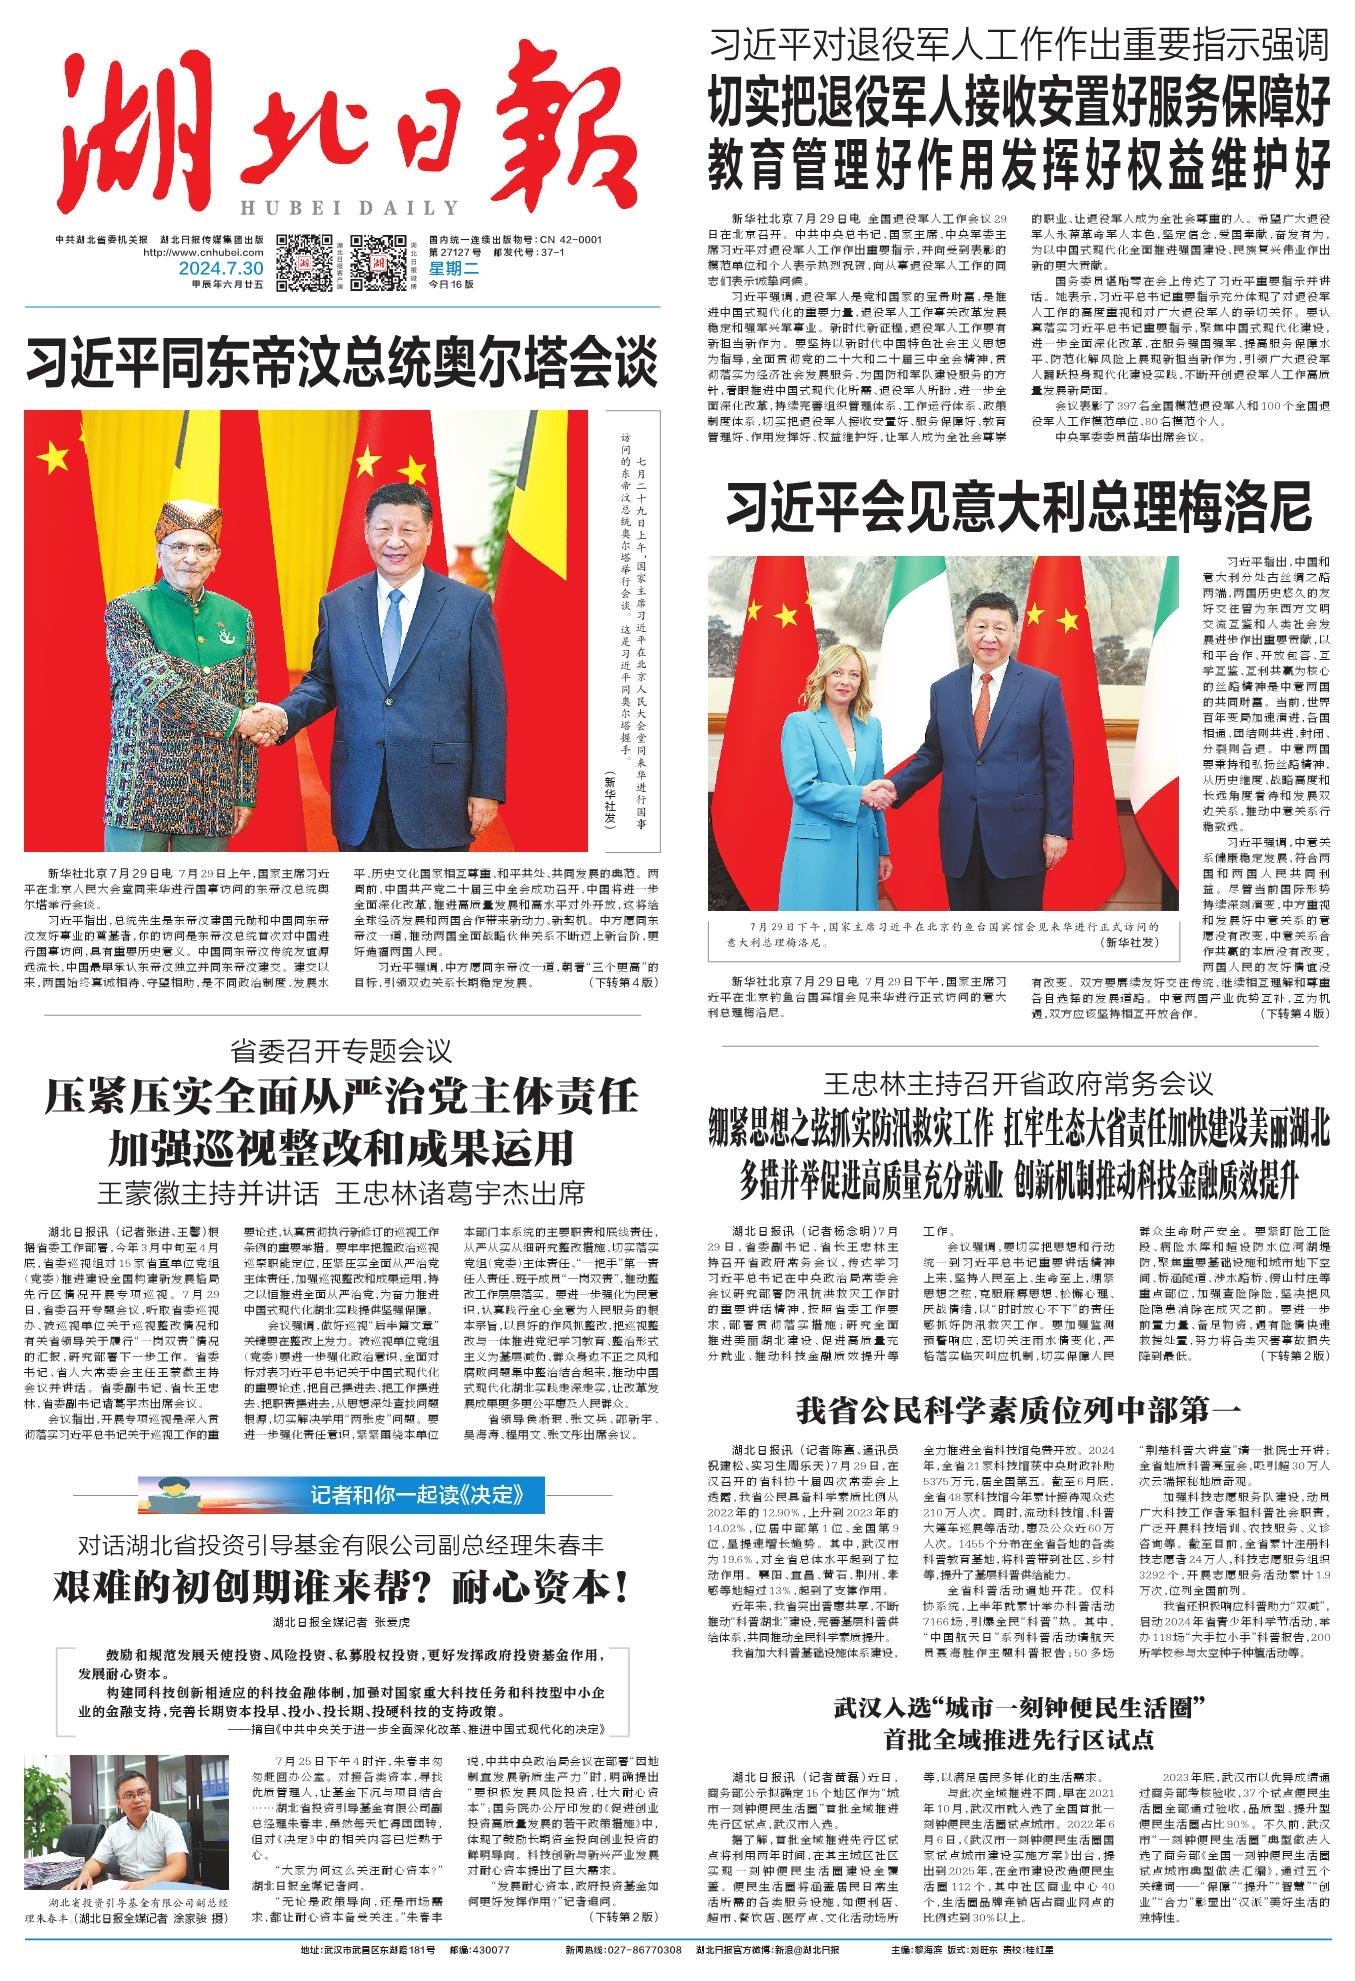 湖北日報
HUBEI DAILY
中共湖北省委机关报 湖北日报传媒集团出版
http://www.cnhubei.com
2024.7.30
甲辰年六月廿五
湖北日报客户端
湖北日报微博
国内统一连续出版物号:CN 42-0001
第27127号 邮发代号:37-1
星期二
今日16版
习近平同东帝汶总统奥尔塔会谈
七月二十九日上午,国家主席习近平在北京人民大会堂同来华进行国事
访问的东帝汶总统奥尔塔举行会谈。这是习近平同奥尔塔握手。
(新华社发)
新华社北京7月29日电 7月29日上午,国家主席习近
平在北京人民大会堂同来华进行国事访问的东帝汶总统奥
尔塔举行会谈。
习近平指出,总统先生是东帝汶建国元勋和中国同东帝
汶友好事业的奠基者,你的访问是东帝汶总统首次对中国进
行国事访问,具有重要历史意义。中国同东帝汶传统友谊源
远流长,中国最早承认东帝汶独立并同东帝汶建交。建交以
来,两国始终真诚相待、守望相助,是不同政治制度、发展水
平、历史文化国家相互尊重、和平共处、共同发展的典范。两
周前,中国共产党二十届三中全会成功召开,中国将进一步
全面深化改革,推进高质量发展和高水平对外开放,这将给
全球经济发展和两国合作带来新动力、新契机。中方愿同东
帝汶一道,推动两国全面战略伙伴关系不断迈上新台阶,更
好造福两国人民。
习近平强调,中方愿同东帝汶一道,朝着“三个更高”的
目标,引领双边关系长期稳定发展。 (下转第4版)
习近平对退役军人工作作出重要指示强调
切实把退役军人接收安置好服务保障好
教育管理好作用发挥好权益维护好
新华社北京7月29日电 全国退役军人工作会议29
日在北京召开。中共中央总书记、国家主席、中央军委主
席习近平对退役军人工作作出重要指示,并向受到表彰的
模范单位和个人表示热烈祝贺,向从事退役军人工作的同
志们表示诚挚问候。
习近平强调,退役军人是党和国家的宝贵财富,是推
进中国式现代化的重要力量,退役军人工作事关改革发展
稳定和强军兴军事业。新时代新征程,退役军人工作要有
新担当新作为。要坚持以新时代中国特色社会主义思想
为指导,全面贯彻党的二十大和二十届三中全会精神,贯
彻落实为经济社会发展服务、为国防和军队建设服务的方
针,着眼推进中国式现代化所需、退役军人所盼,进一步全
面深化改革,持续完善组织管理体系、工作运行体系、政策
制度体系,切实把退役军人接收安置好、服务保障好、教育
管理好、作用发挥好、权益维护好,让军人成为全社会尊崇
的职业、让退役军人成为全社会尊重的人。希望广大退役
军人永葆革命军人本色,坚定信念,爱国奉献,奋发有为,
为以中国式现代化全面推进强国建设、民族复兴伟业作出
新的更大贡献。
国务委员谌贻琴在会上传达了习近平重要指示并讲
话。她表示,习近平总书记重要指示充分体现了对退役军
人工作的高度重视和对广大退役军人的亲切关怀。要认
真落实习近平总书记重要指示,聚焦中国式现代化建设,
进一步全面深化改革,在服务强国强军、提高服务保障水
平、防范化解风险上展现新担当新作为,引领广大退役军
人踊跃投身现代化建设实践,不断开创退役军人工作高质
量发展新局面。
会议表彰了397名全国模范退役军人和100个全国退
役军人工作模范单位、80名模范个人。
中央军委委员苗华出席会议。
习近平会见意大利总理梅洛尼
7月29日下午,国家主席习近平在北京钓鱼台国宾馆会见来华进行正式访问的
意大利总理梅洛尼。 (新华社发)
新华社北京7月29日电 7月29日下午,国家主席习
近平在北京钓鱼台国宾馆会见来华进行正式访问的意大
利总理梅洛尼。
习近平指出,中国和
意大利分处古丝绸之路
两端,两国历史悠久的友
好交往曾为东西方文明
交流互鉴和人类社会发
展进步作出重要贡献,以
和平合作、开放包容、互
学互鉴、互利共赢为核心
的丝路精神是中意两国
的共同财富。当前,世界
百年变局加速演进,各国
相通、团结则共进,封闭、
分裂则各退。中意两国
要秉持和弘扬丝路精神,
从历史维度、战略高度和
长远角度看待和发展双
边关系,推动中意关系行
稳致远。
习近平强调,中意关
系健康稳定发展,符合两
国和两国人民共同利
益。尽管当前国际形势
持续深刻演变,中方重视
和发展好中意关系的意
愿没有改变,中意关系合
作共赢的本质没有改变,
两国人民的友好情谊没
有改变。双方要赓续友好交往传统,继续相互理解和尊重
各自选择的发展道路。中意两国产业优势互补,互为机
遇,双方应该坚持相互开放合作。 (下转第4版)
省委召开专题会议
压紧压实全面从严治党主体责任
加强巡视整改和成果运用
王蒙徽主持并讲话 王忠林诸葛宇杰出席
湖北日报讯(记者张进、王馨)根
据省委工作部署,今年3月中旬至4月
底,省委巡视组对15家省直单位党组
(党委)推进建设全国构建新发展格局
先行区情况开展专项巡视。7月29
日,省委召开专题会议,听取省委巡视
办、被巡视单位关于巡视整改情况和
有关省领导关于履行“一岗双责”情况
的汇报,研究部署下一步工作。省委
书记、省人大常委会主任王蒙徽主持
会议并讲话。省委副书记、省长王忠
林,省委副书记诸葛宇杰出席会议。
会议指出,开展专项巡视是深入贯
彻落实习近平总书记关于巡视工作的重
要论述,认真贯彻执行新修订的巡视工作
条例的重要举措。要牢牢把握政治巡视
巡察职能定位,压紧压实全面从严治党
主体责任,加强巡视整改和成果运用,持
之以恒推进全面从严治党,为奋力推进
中国式现代化湖北实践提供坚强保障。
会议强调,做好巡视“后半篇文章”
关键要在整改上发力。被巡视单位党组
(党委)要进一步强化政治意识,全面对
标对表习近平总书记关于中国式现代化
的重要论述,把自己摆进去、把工作摆进
去、把职责摆进去,从思想深处查找问题
根源,切实解决学用“两张皮”问题。要
进一步强化责任意识,紧紧围绕本单位
本部门本系统的主要职责和底线责任,
从严从实从细研究整改措施,切实落实
党组(党委)主体责任、“一把手”第一责
任人责任、班子成员“一岗双责”,推动整
改工作层层落实。要进一步强化为民意
识,认真践行全心全意为人民服务的根
本宗旨,以良好的作风抓整改,把巡视整
改与一体推进党纪学习教育、整治形式
主义为基层减负、群众身边不正之风和
腐败问题集中整治结合起来,推动中国
式现代化湖北实践走深走实,让改革发
展成果更多更公平惠及人民群众。
省领导侯淅珉、张文兵、邵新宇、
吴海涛、程用文、张文彤出席会议。
王忠林主持召开省政府常务会议
绷紧思想之弦抓实防汛救灾工作 扛牢生态大省责任加快建设美丽湖北
多措并举促进高质量充分就业 创新机制推动科技金融质效提升
湖北日报讯(记者杨念明)7月
29日,省委副书记、省长王忠林主
持召开省政府常务会议,传达学习
习近平总书记在中央政治局常委会
会议研究部署防汛抗洪救灾工作时
的重要讲话精神,按照省委工作要
求,部署贯彻落实措施;研究全面
推进美丽湖北建设、促进高质量充
分就业、推动科技金融质效提升等
工作。
会议强调,要切实把思想和行动
统一到习近平总书记重要讲话精神
上来,坚持人民至上、生命至上,绷紧
思想之弦,克服麻痹思想、松懈心理、
厌战情绪,以“时时放心不下”的责任
感抓好防汛救灾工作。要加强监测
预警响应,密切关注雨水情变化,严
格落实临灾叫应机制,切实保障人民
群众生命财产安全。要紧盯险工险
段、病险水库和超设防水位河湖堤
防,聚焦重要基础设施和城市地下空
间、桥涵隧道、涉水路桥、傍山村庄等
重点部位,加强查险除险,坚决把风
险隐患消除在成灾之前。要进一步
前置力量、备足物资,遇有险情快速
救援处置,努力将各类灾害事故损失
降到最低。 (下转第2版)
我省公民科学素质位列中部第一
湖北日报讯(记者陈熹、通讯员
祝建松、实习生周乐天)7月29日,在
汉召开的省科协十届四次常委会上
透露,我省公民具备科学素质比例从
2022年的12.90%,上升到2023年的
14.02%,位居中部第1位、全国第9
位,呈提速增长趋势。其中,武汉市
为19.6%,对全省总体水平起到了拉
动作用。襄阳、宜昌、黄石、荆州、孝
感等地超过13%,起到了支撑作用。
近年来,我省突出普惠共享,不断
推动“科普湖北”建设,完善基层科普供
给体系,共同推动全民科学素质提升。
我省加大科普基础设施体系建设,
全力推进全省科技馆免费开放。2024
年,全省21家科技馆获中央财政补助
5375万元,居全国第五。截至6月底,
全省48家科技馆今年累计接待观众达
210万人次。同时,流动科技馆、科普
大篷车巡展等活动,惠及公众近60万
人次。1455个分布在全省各地的各类
科普教育基地,将科普带到社区、乡村
等,提升了基层科普供给能力。
全省科普活动遍地开花。仅科
协系统,上半年就累计举办科普活动
7166场,引爆全民“科普”热。其中,
“中国航天日”系列科普活动请航天
员聂海胜作主题科普报告;50多场
“荆楚科普大讲堂”请一批院士开讲;
全省地质科普亮宝会,吸引超30万人
次云端探秘地质奇观。
加强科技志愿服务队建设,动员
广大科技工作者承担科普社会职责,
广泛开展科技培训、农技服务、义诊
咨询等。截至目前,全省累计注册科
技志愿者24万人,科技志愿服务组织
3292个,开展志愿服务活动累计1.9
万次,位列全国前列。
我省还积极响应科普助力“双减”,
启动2024年省青少年科学节活动,举
办118场“大手拉小手”科普报告,200
所学校参与太空种子种植活动等。
记者和你一起读《决定》
对话湖北省投资引导基金有限公司副总经理朱春丰
艰难的初创期谁来帮?耐心资本!
湖北日报全媒记者 张爱虎
鼓励和规范发展天使投资、风险投资、私募股权投资,更好发挥政府投资基金作用,
发展耐心资本。
构建同科技创新相适应的科技金融体制,加强对国家重大科技任务和科技型中小企
业的金融支持,完善长期资本投早、投小、投长期、投硬科技的支持政策。
——摘自《中共中央关于进一步全面深化改革、推进中国式现代化的决定》
湖北省投资引导基金有限公司副总经
理朱春丰。(湖北日报全媒记者 涂家骏 摄)
7月25日下午4时许,朱春丰匆
匆赶回办公室。对接各类资本,寻找
优质管理人,让基金下沉与项目结合
……湖北省投资引导基金有限公司副
总经理朱春丰,虽然每天忙得团团转,
但对《决定》中的相关内容已烂熟于
心。
“大家为何这么关注耐心资本?”
湖北日报全媒记者问。
“无论是政策导向,还是市场需
求,都让耐心资本备受关注。”朱春丰
说,中共中央政治局会议在部署“因地
制宜发展新质生产力”时,明确提出
“要积极发展风险投资,壮大耐心资
本”;国务院办公厅印发的《促进创业
投资高质量发展的若干政策措施》中,
体现了鼓励长期资金投向创业投资的
鲜明导向。科技创新与新兴产业发展
对耐心资本提出了巨大需求。
“发展耐心资本,政府投资基金如
何更好发挥作用?”记者追问。
(下转第2版)
武汉入选“城市一刻钟便民生活圈”
首批全域推进先行区试点
湖北日报讯(记者黄磊)近日,
商务部公示拟确定15个地区作为“城
市一刻钟便民生活圈”首批全域推进
先行区试点,武汉市入选。
据了解,首批全域推进先行区试
点将利用两年时间,在其主城区社区
实现一刻钟便民生活圈建设全覆
盖。便民生活圈将涵盖居民日常生
活所需的各类服务设施,如便利店、
超市、餐饮店、医疗点、文化活动场所
等,以满足居民多样化的生活需求。
与此次全域推进不同,早在2021
年10月,武汉市就入选了全国首批一
刻钟便民生活圈试点城市。2022年6
月6日,《武汉市一刻钟便民生活圈国
家试点城市建设实施方案》出台,提
出到2025年,在全市建设改造便民生
活圈112个,其中社区商业中心40
个,生活圈品牌连锁店占商业网点的
比例达到30%以上。
2023年底,武汉市以优异成绩通
过商务部考核验收,37个试点便民生
活圈全部通过验收,品质型、提升型
便民生活圈占比90%。不久前,武汉
市“一刻钟便民生活圈”典型做法入
选了商务部《全国一刻钟便民生活圈
试点城市典型做法汇编》,通过五个
关键词——“保障”“提升”“智慧”“创
业”“合力”彰显出“汉派”美好生活的
独特性。
地址:武汉市武昌区东湖路181号 邮编:430077 新闻热线:027-86770308 湖北日报官方微博:新浪@湖北日报 主编:黎海滨 版式:刘旺东 责校:桂红星